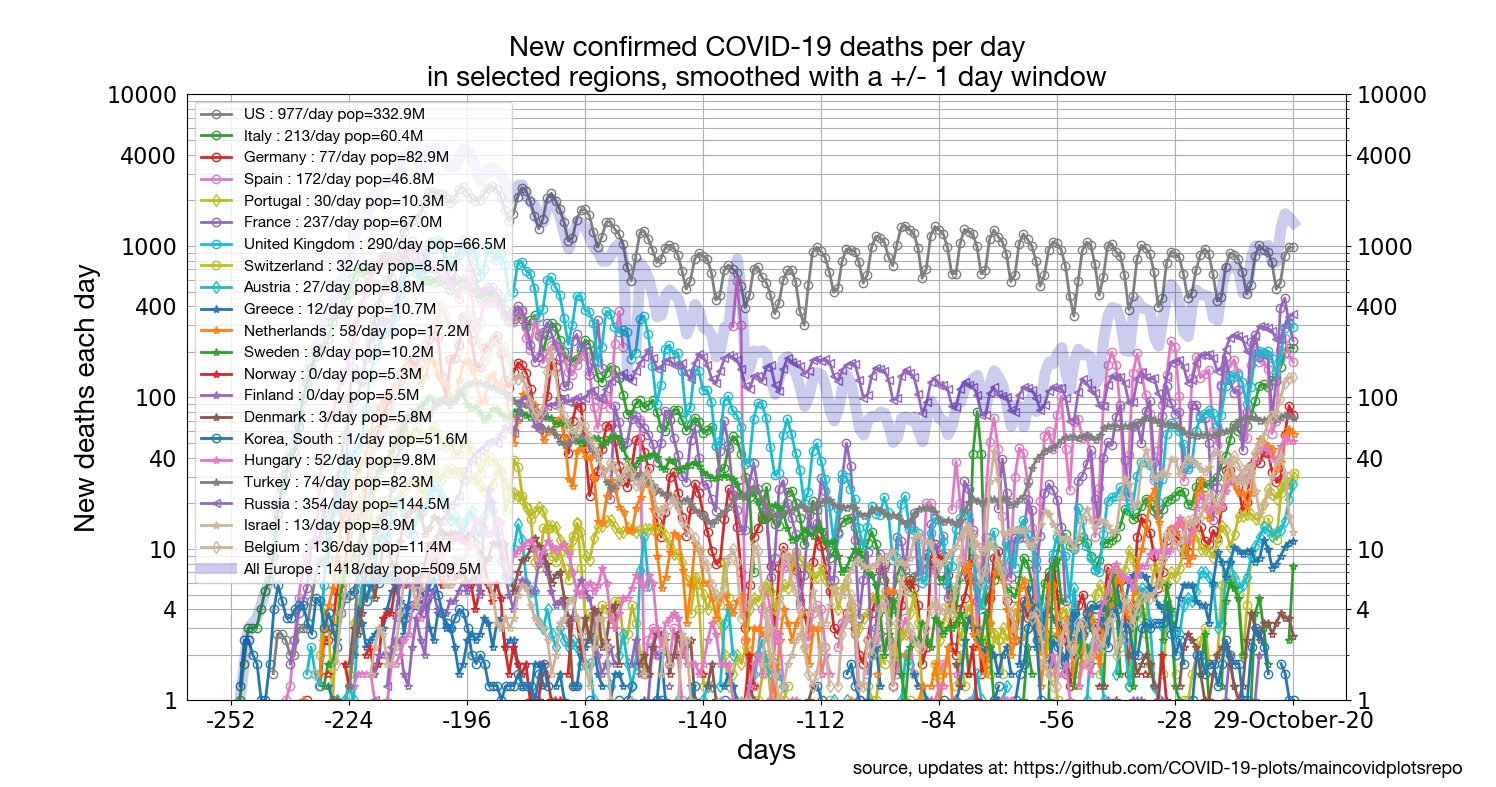 New confirmed COVID-19 deaths per day
in selected regions, smoothed with a +/- 1 day window
10000
4000
1000
400
100
40
10
4
1
New deaths each day
US : 977/day pop=332.9M
Italy : 213/day pop=60.4M
Germany : 77/day pop=82.9M
Spain : 172/day pop=46.8M
Portugal : 30/day pop=10.3M
France : 237/day pop=67.0M
United Kingdom : 290/day pop=66.5M
Switzerland : 32/day pop=8.5M
Austria : 27/day pop=8.8M
Greece : 12/day pop=10.7M
Netherlands : 58/day pop=17.2M
Sweden : 8/day pop=10.2M
Norway : 0/day pop=5.3M
Finland : 0/day pop=5.5M
Denmark : 3/day pop=5.8M
Korea, South : 1/day pop=51.6M
Hungary : 52/day pop=9.8M
Turkey : 74/day pop=82.3M
Russia : 354/day pop=144.5M
Israel : 13/day pop=8.9M
Belgium : 136/day pop=11.4M
All Europe : 1418/day pop=509.5M
10000
4000
1000
400
100
40
10
4
1
-252 -224 -196 -168 -140 -112 -84 -56 -28 29-October-20
days
source, updates at: https://github.com/COVID-19-plots/maincovidplotsrepo